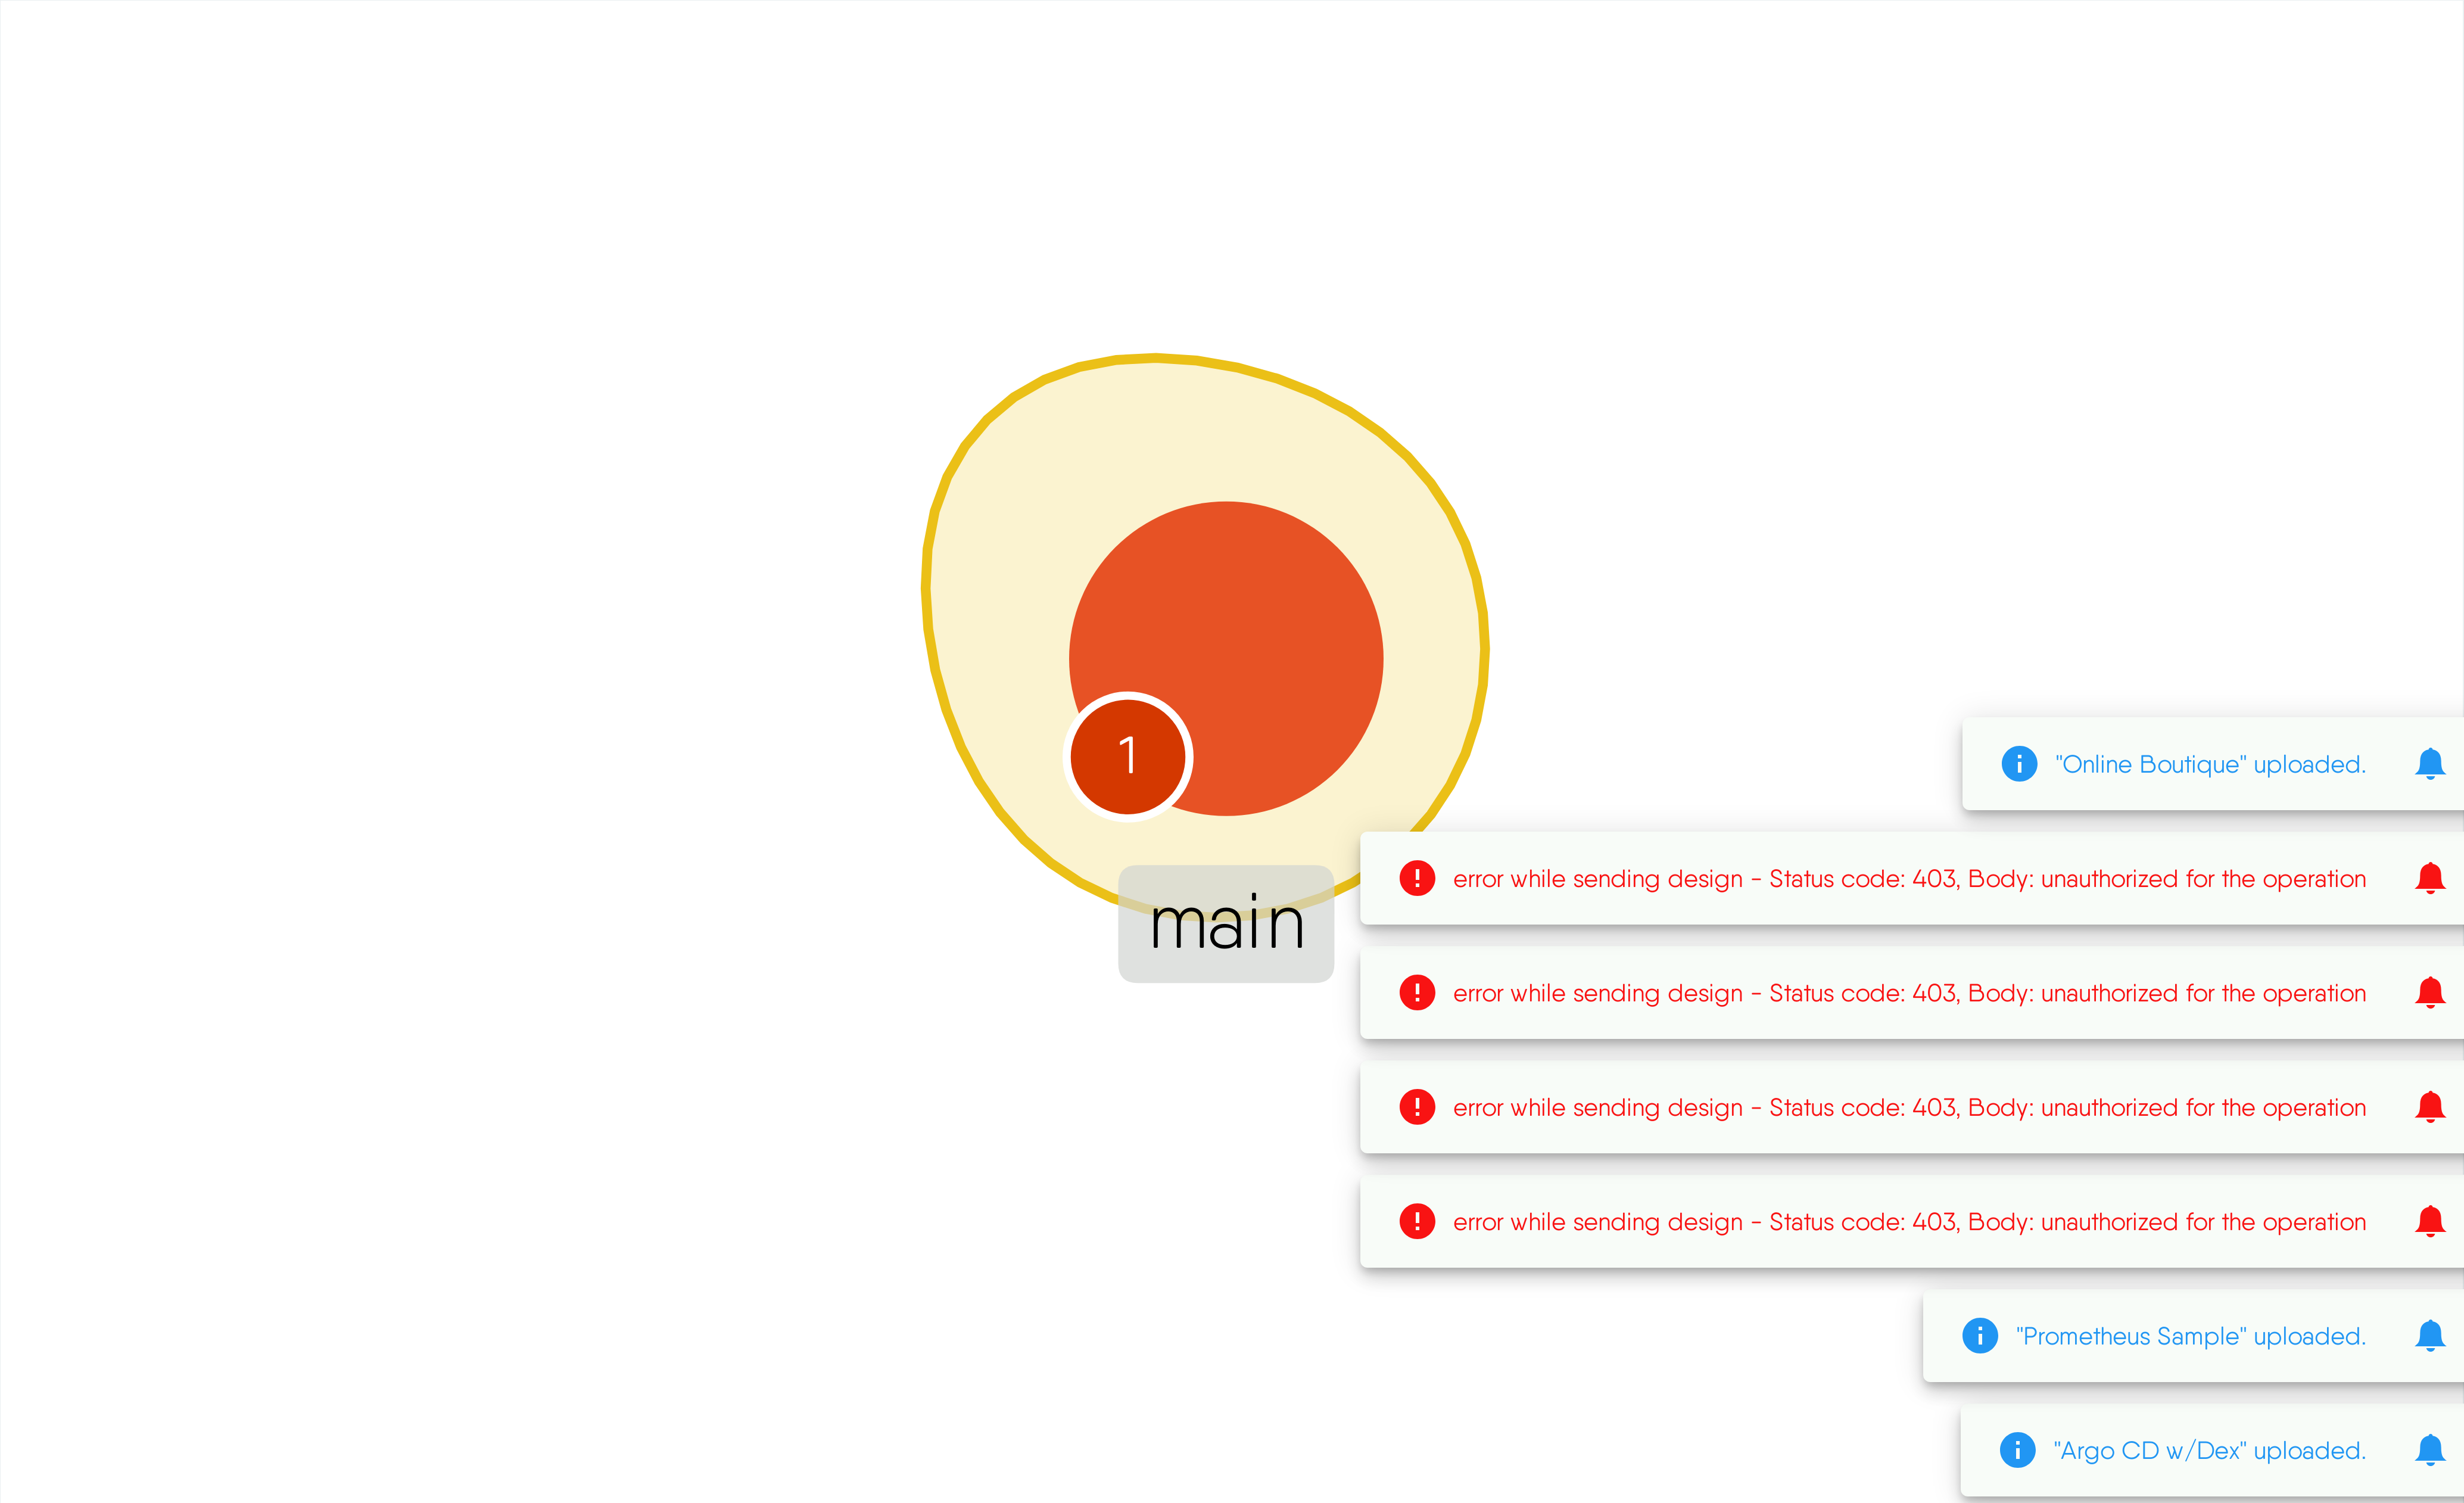 1
main
"Online Boutique" uploaded.
error while sending design - Status code: 403, Body: unauthorized for the operation
error while sending design - Status code: 403, Body: unauthorized for the operation
error while sending design - Status code: 403, Body: unauthorized for the operation
error while sending design - Status code: 403, Body: unauthorized for the operation
"Prometheus Sample" uploaded.
"Argo CD w/Dex" uploaded.